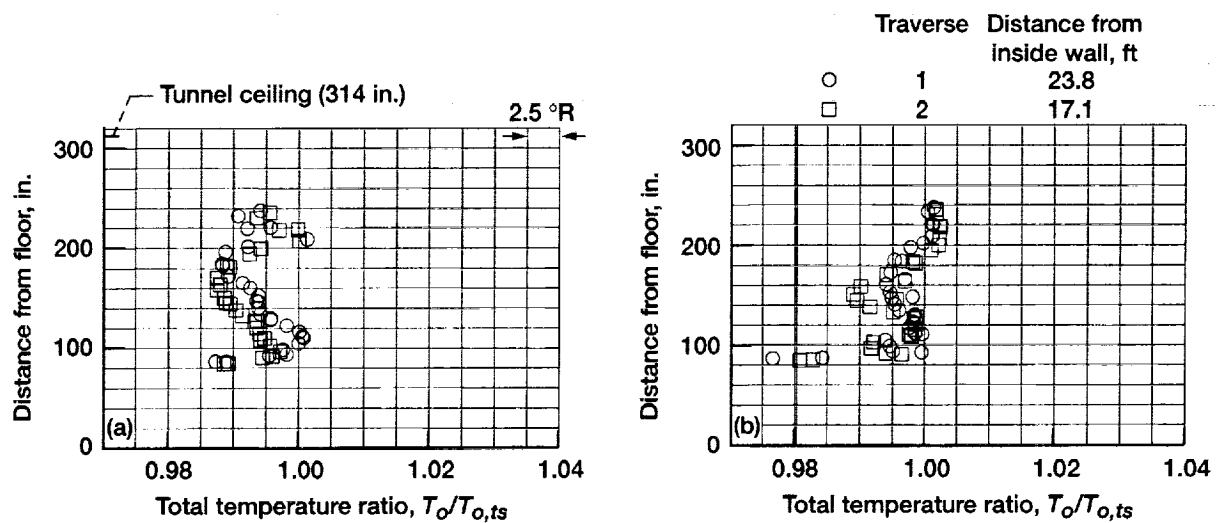 Traverse Distance from
inside wall, ft
1 23.8
2 17.1
Tunnel ceiling (314 in.)
2.5 °R
300
200
100
0
Distance from floor, in.
(a)
0.98 1.00 1.02 1.04
Total temperature ratio, To/To,ts
300
200
100
0
Distance from floor, in.
(b)
0.98 1.00 1.02 1.04
Total temperature ratio, To/To,ts